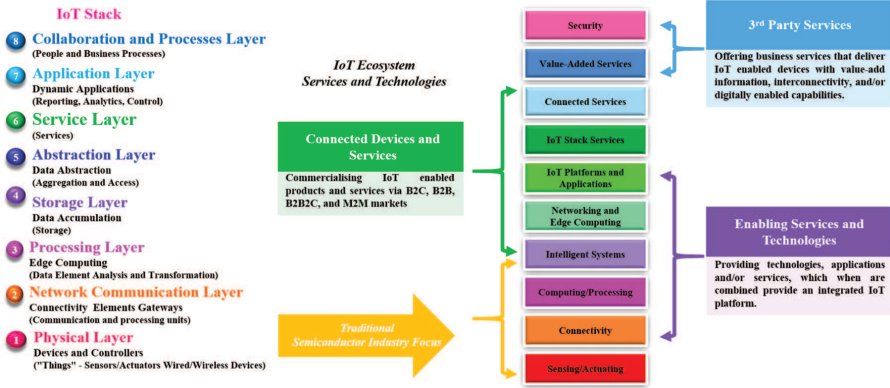 IoT Stack
8 Collaboration and Processes Layer
(People and Business Processes)
7 Application Layer
Dynamic Applications
(Reporting, Analytics, Control)
6 Service Layer
(Services)
5 Abstraction Layer
Data Abstraction
(Aggregation and Access)
4 Storage Layer
Data Accumulation
(Storage)
3 Processing Layer
Edge Computing
(Data Element Analysis and Transformation)
2 Network Communication Layer
Connectivity Elements Gateways
(Communication and processing units)
1 Physical Layer
Devices and Controllers
("Things" - Sensors/Actuators Wired/Wireless Devices)
IoT Ecosystem
Services and Technologies
Connected Devices and
Services
Commercialising IoT enabled
products and services via B2C, B2B,
B2B2C, and M2M markets
Traditional
Semiconductor Industry Focus
Security
Value-Added Services
Connected Services
IoT Stack Services
IoT Platforms and
Applications
Networking and
Edge Computing
Intelligent Systems
Computing/Processing
Connectivity
Sensing/Actuating
3rd Party Services
Offering business services that deliver
IoT enabled devices with value-add
information, interconnectivity, and/or
digitally enabled capabilities.
Enabling Services and
Technologies
Providing technologies, applications
and/or services, which when are
combined provide an integrated IoT
platform.